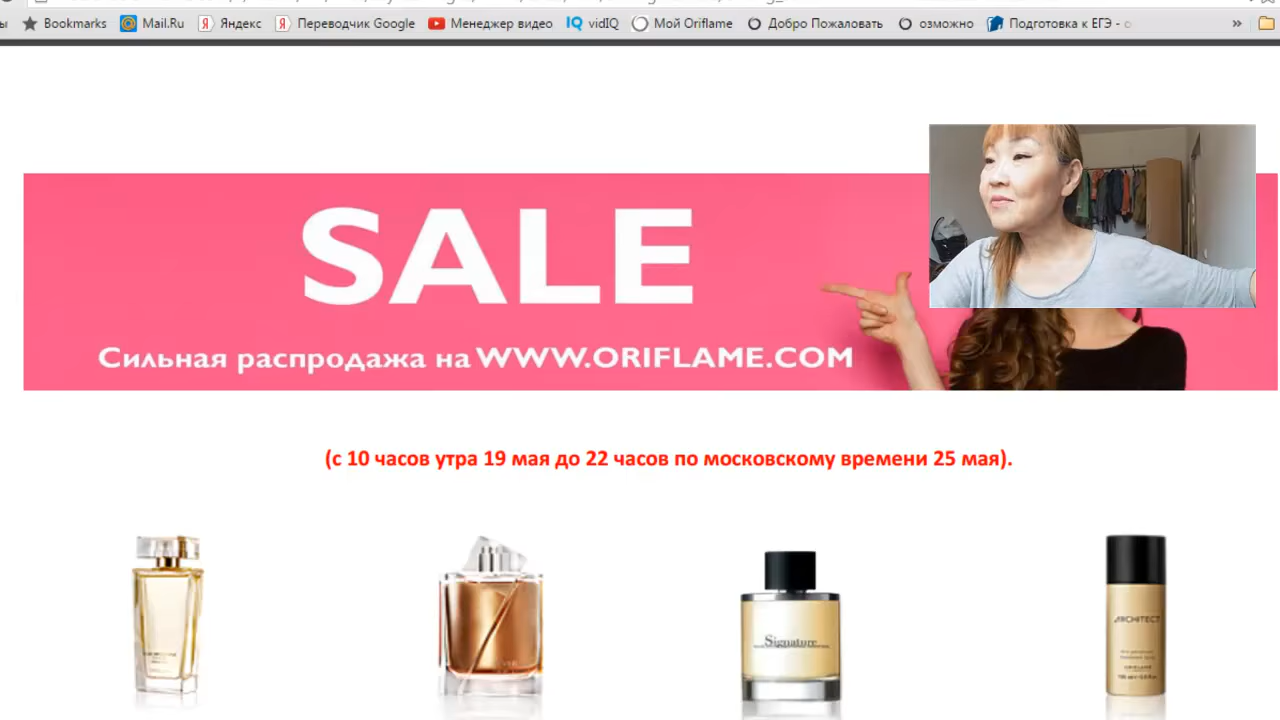 ы Bookmarks Mail.Ru Яндекс Переводчик Google Менеджер видео vidIQ Мой Oriflame Добро Пожаловать озможно Подготовка к ЕГЭ -
SALE
Сильная распродажа на WWW.ORIFLAME.COM
(с 10 часов утра 19 мая до 22 часов по московскому времени 25 мая).
Signature
ARCHITECT
ORIFLAME